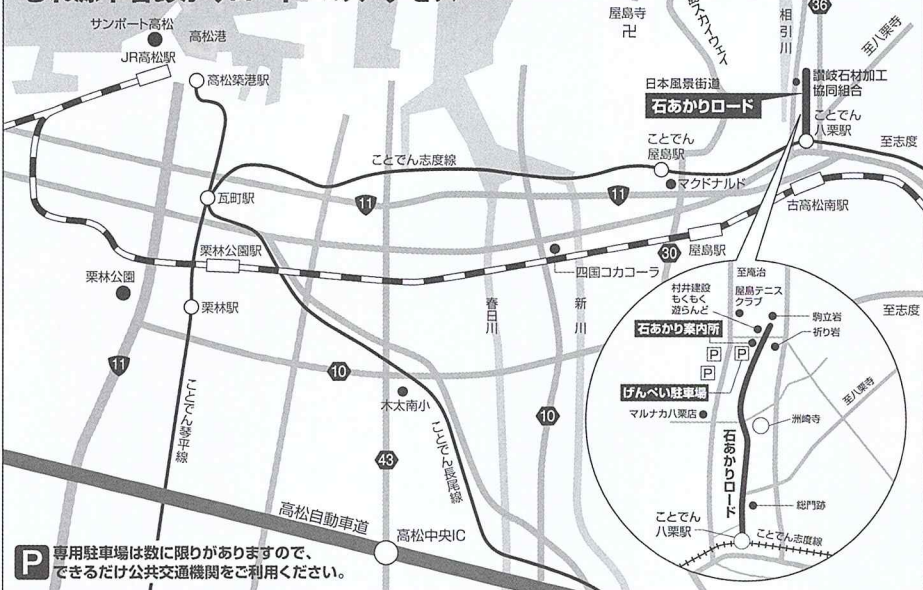 サンポート高松
高松港
JR高松駅
高松築港駅
屋島寺
相引川
36
至八栗寺
日本風景街道
石あかりロード
讃岐石材加工
協同組合
ことでん
八栗駅
至志度
ことでん志度線
ことでん
屋島駅
マクドナルド
瓦町駅
11
11
古高松南駅
栗林公園駅
30
屋島駅
四国コカコーラ
栗林公園
栗林駅
春日川
新川
至志度
11
10
木太南小
10
43
ことでん琴平線
ことでん長尾線
高松自動車道
高松中央IC
至庵治
村井建設
もくもく
遊らんど
屋島テニス
クラブ
駒立岩
祈り岩
石あかり案内所
P
P
P
げんぺい駐車場
マルナカ八栗店
至八栗寺
洲崎寺
石あかりロード
総門跡
ことでん
八栗駅
ことでん志度線
P 専用駐車場は数に限りがありますので、
できるだけ公共交通機関をご利用ください。